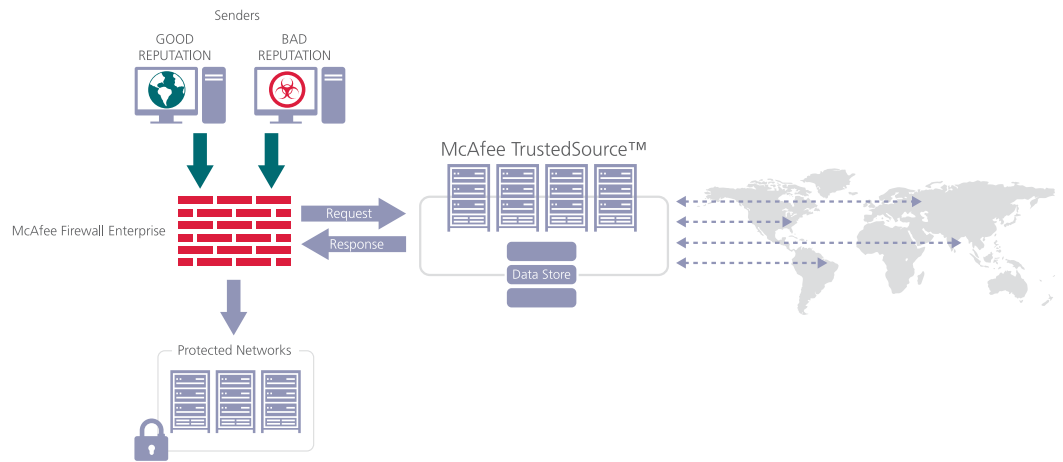 Senders
GOOD
REPUTATION
BAD
REPUTATION
McAfee TrustedSource™
McAfee Firewall Enterprise
Request
Response
Data Store
Protected Networks